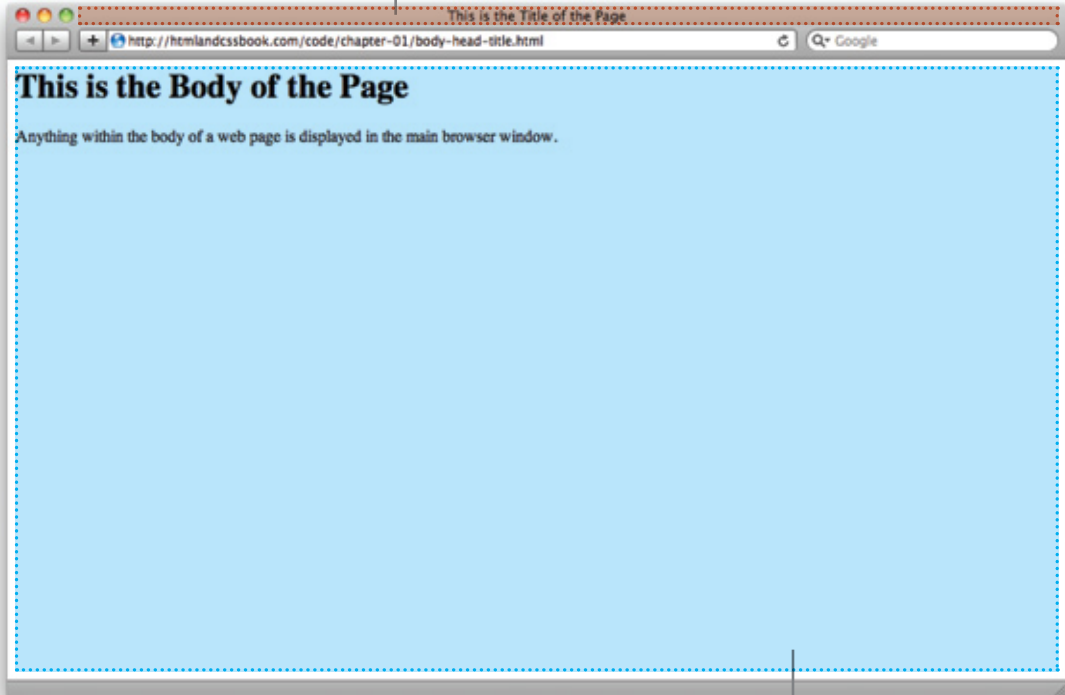 This is the Title of the Page
http://htmlandcssbook.com/code/chapter-01/body-head-title.html
Google
This is the Body of the Page
Anything within the body of a web page is displayed in the main browser window.